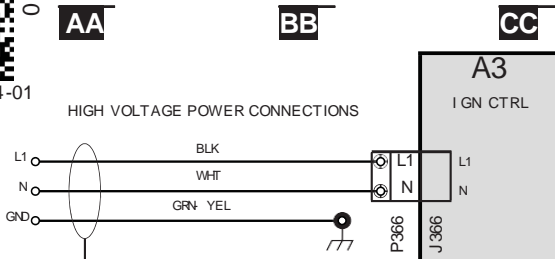 AA BB CC
-01
A3
IGN CTRL
HIGH VOLTAGE POWER CONNECTIONS
L1 BLK L1 L1
N WHT N N
GND GRN YEL
P366 J366